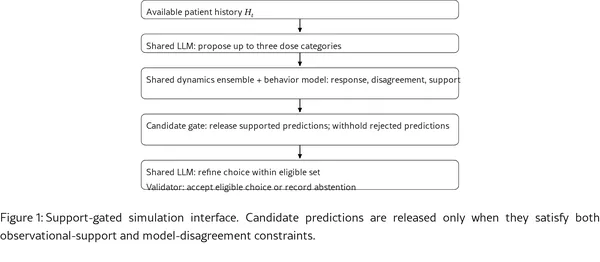 Available patient history Hₜ
Shared LLM: propose up to three dose categories
Shared dynamics ensemble + behavior model: response, disagreement, support
Candidate gate: release supported predictions; withhold rejected predictions
Shared LLM: refine choice within eligible set
Validator: accept eligible choice or record abstention
Figure 1: Support-gated simulation interface. Candidate predictions are released only when they satisfy both
observational-support and model-disagreement constraints.